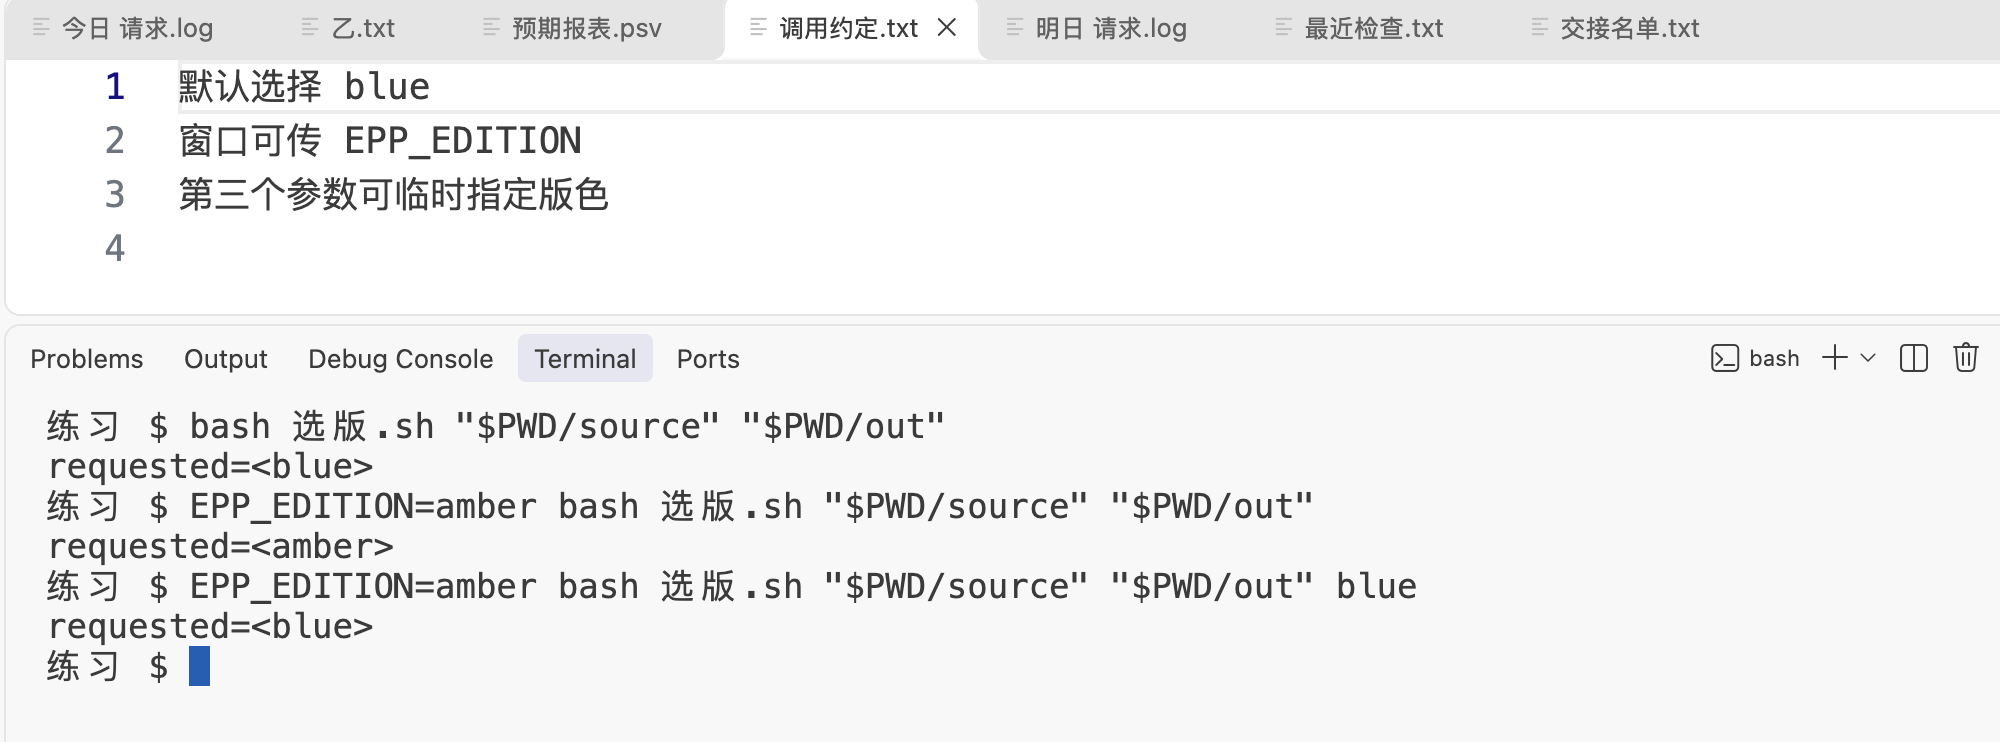 今日 请求.log 乙.txt 预期报表.psv 调用约定.txt 明日 请求.log 最近检查.txt 交接名单.txt
1 默认选择 blue
2 窗口可传 EPP_EDITION
3 第三个参数可临时指定版色
4
Problems Output Debug Console Terminal Ports bash
练习 $ bash 选版.sh "$PWD/source" "$PWD/out"
requested=<blue>
练习 $ EPP_EDITION=amber bash 选版.sh "$PWD/source" "$PWD/out"
requested=<amber>
练习 $ EPP_EDITION=amber bash 选版.sh "$PWD/source" "$PWD/out" blue
requested=<blue>
练习 $